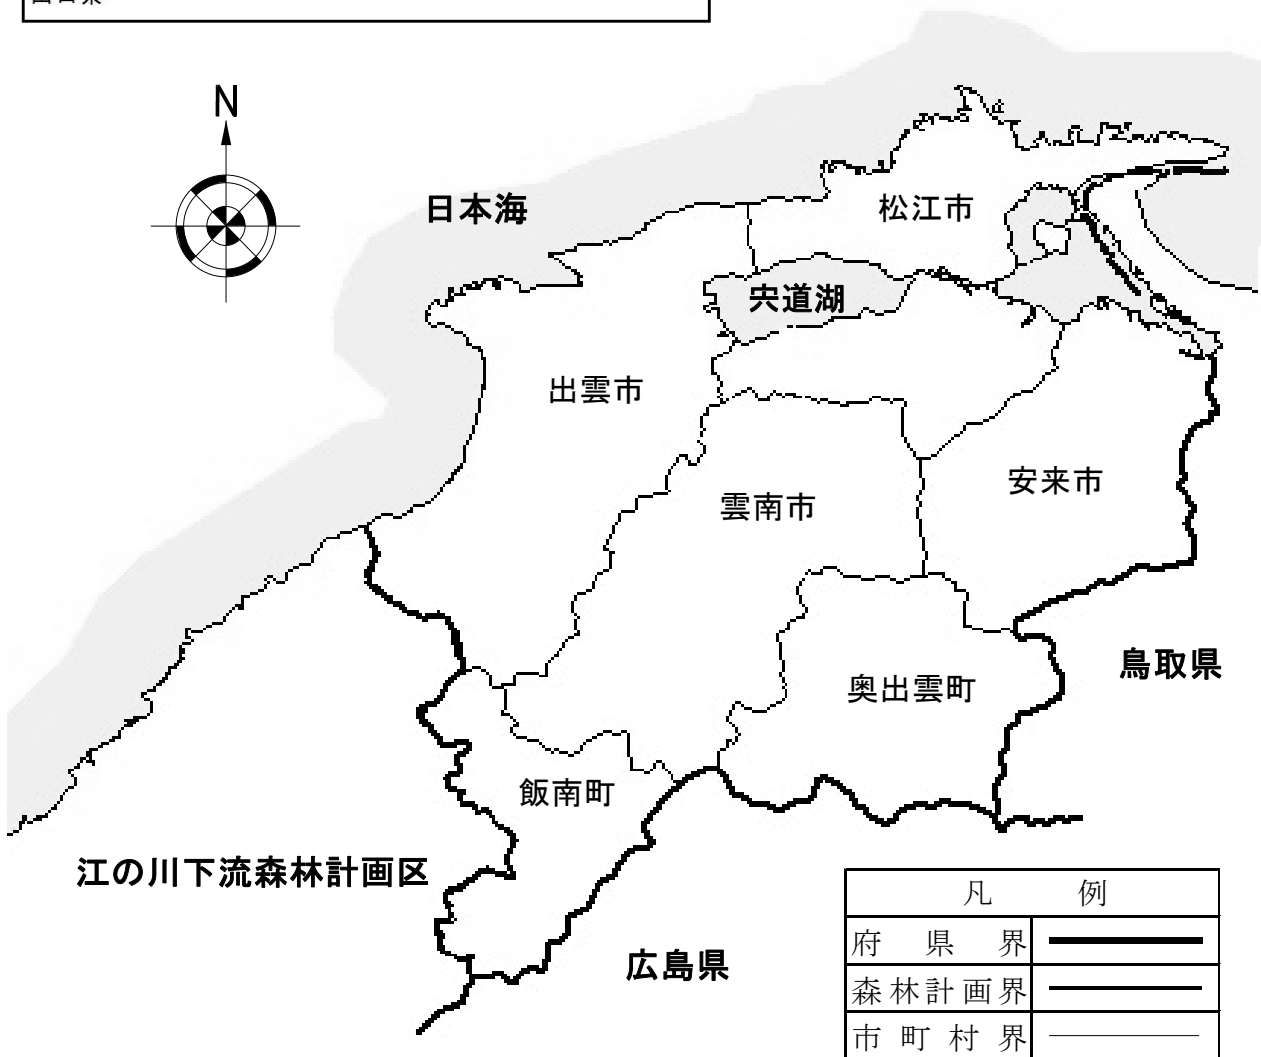 N
日本海
松江市
宍道湖
出雲市
安来市
雲南市
鳥取県
奥出雲町
飯南町
江の川下流森林計画区
広島県
凡 例
府 県 界
森林計画界
市 町 村 界